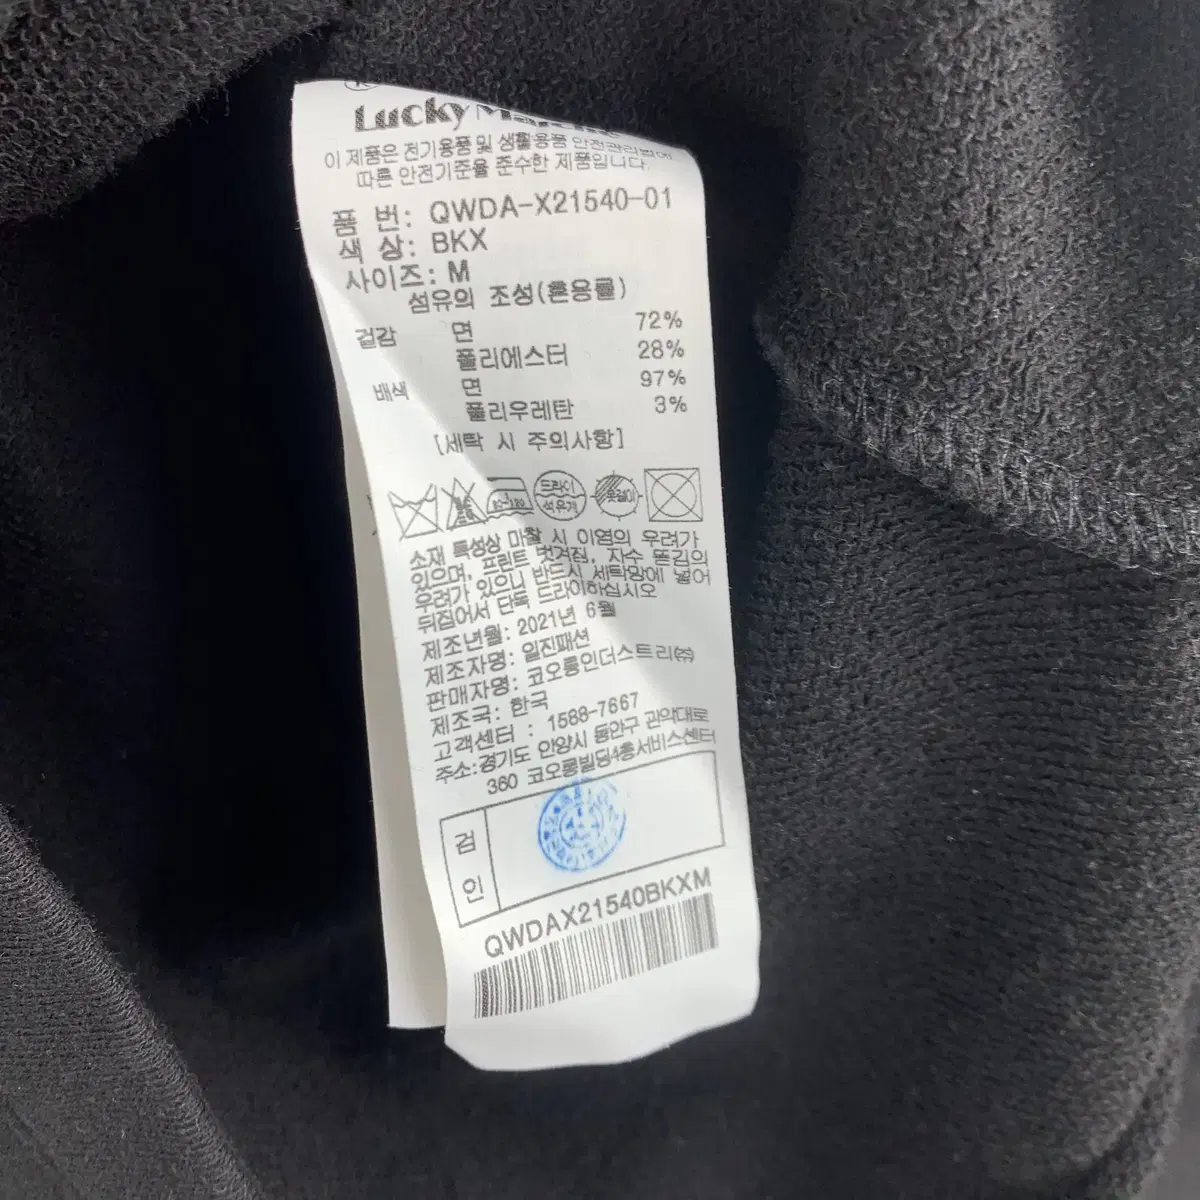 Lucky Marche
이 제품은 전기용품 및 생활용품 안전관리법에
따른 안전기준을 준수한 제품입니다.
품 번: QWDA-X21540-01
색 상: BKX
사이즈: M
섬유의 조성(혼용률)
겉감 면 72%
폴리에스터 28%
배색 면 97%
폴리우레탄 3%
[세탁 시 주의사항]
드라이
석유계
옷걸이
소재 특성상 마찰 시 이염의 우려가
있으며, 프린트 벗겨짐, 자수 뜯김의
우려가 있으니 반드시 세탁망에 넣어
뒤집어서 단독 드라이하십시오
제조년월: 2021년 6월
제조자명: 일진패션
판매자명: 코오롱인더스트리㈜
제조국: 한국
고객센터 : 1588-7667
주소:경기도 안양시 동안구 관악대로
360 코오롱빌딩4층서비스센터
검
인
QWDAX21540BKXM